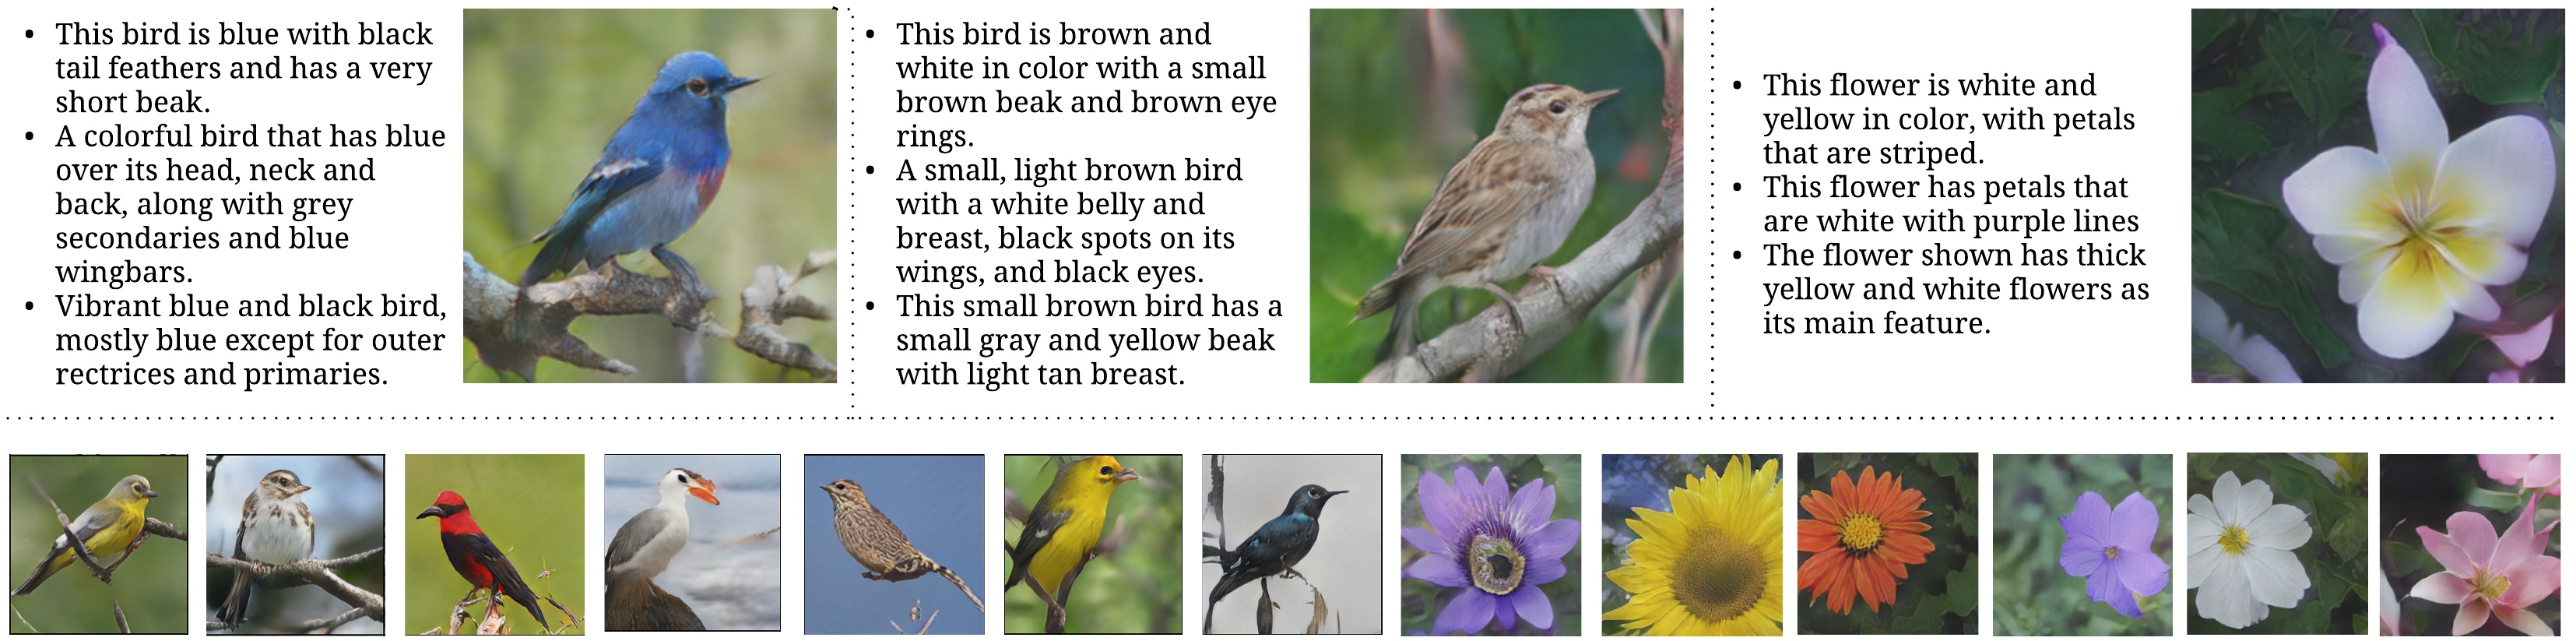 • This bird is blue with black
tail feathers and has a very
short beak.
• A colorful bird that has blue
over its head, neck and
back, along with grey
secondaries and blue
wingbars.
• Vibrant blue and black bird,
mostly blue except for outer
rectrices and primaries.
• This bird is brown and
white in color with a small
brown beak and brown eye
rings.
• A small, light brown bird
with a white belly and
breast, black spots on its
wings, and black eyes.
• This small brown bird has a
small gray and yellow beak
with light tan breast.
• This flower is white and
yellow in color, with petals
that are striped.
• This flower has petals that
are white with purple lines
• The flower shown has thick
yellow and white flowers as
its main feature.